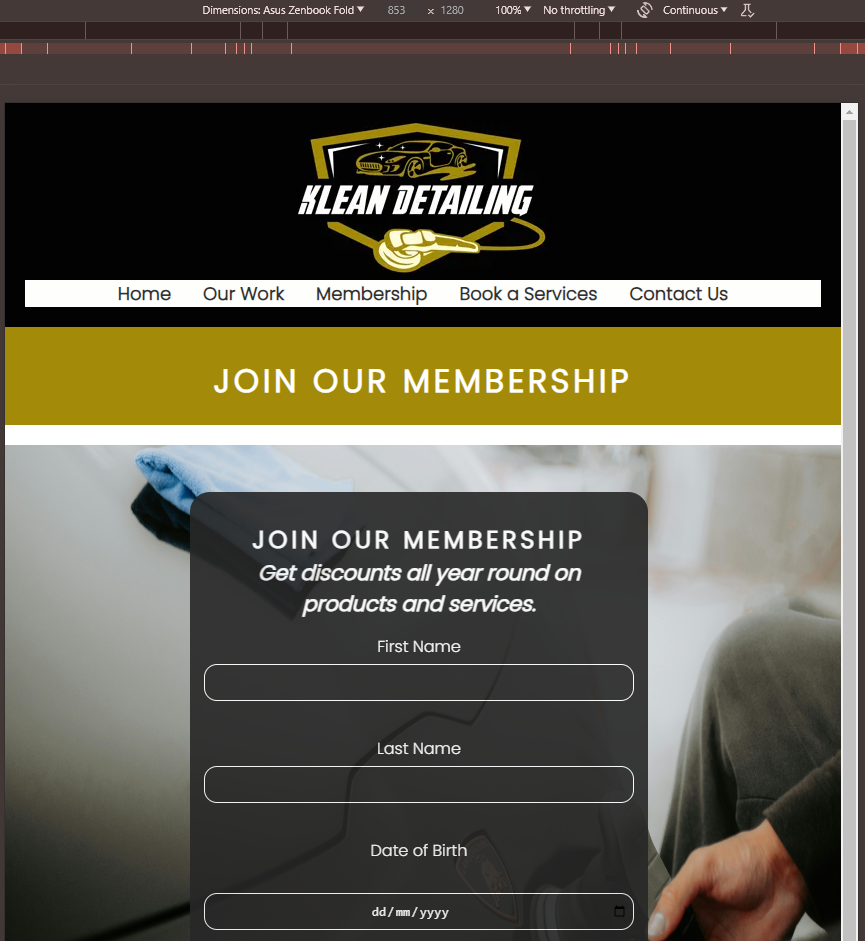 Dimensions: Asus Zenbook Fold ▼ 853 × 1280 100% ▼ No throttling ▼ Continuous ▼
KLEAN DETAILING
Home Our Work Membership Book a Services Contact Us
JOIN OUR MEMBERSHIP
JOIN OUR MEMBERSHIP
Get discounts all year round on
products and services.
First Name
Last Name
Date of Birth
dd/mm/yyyy